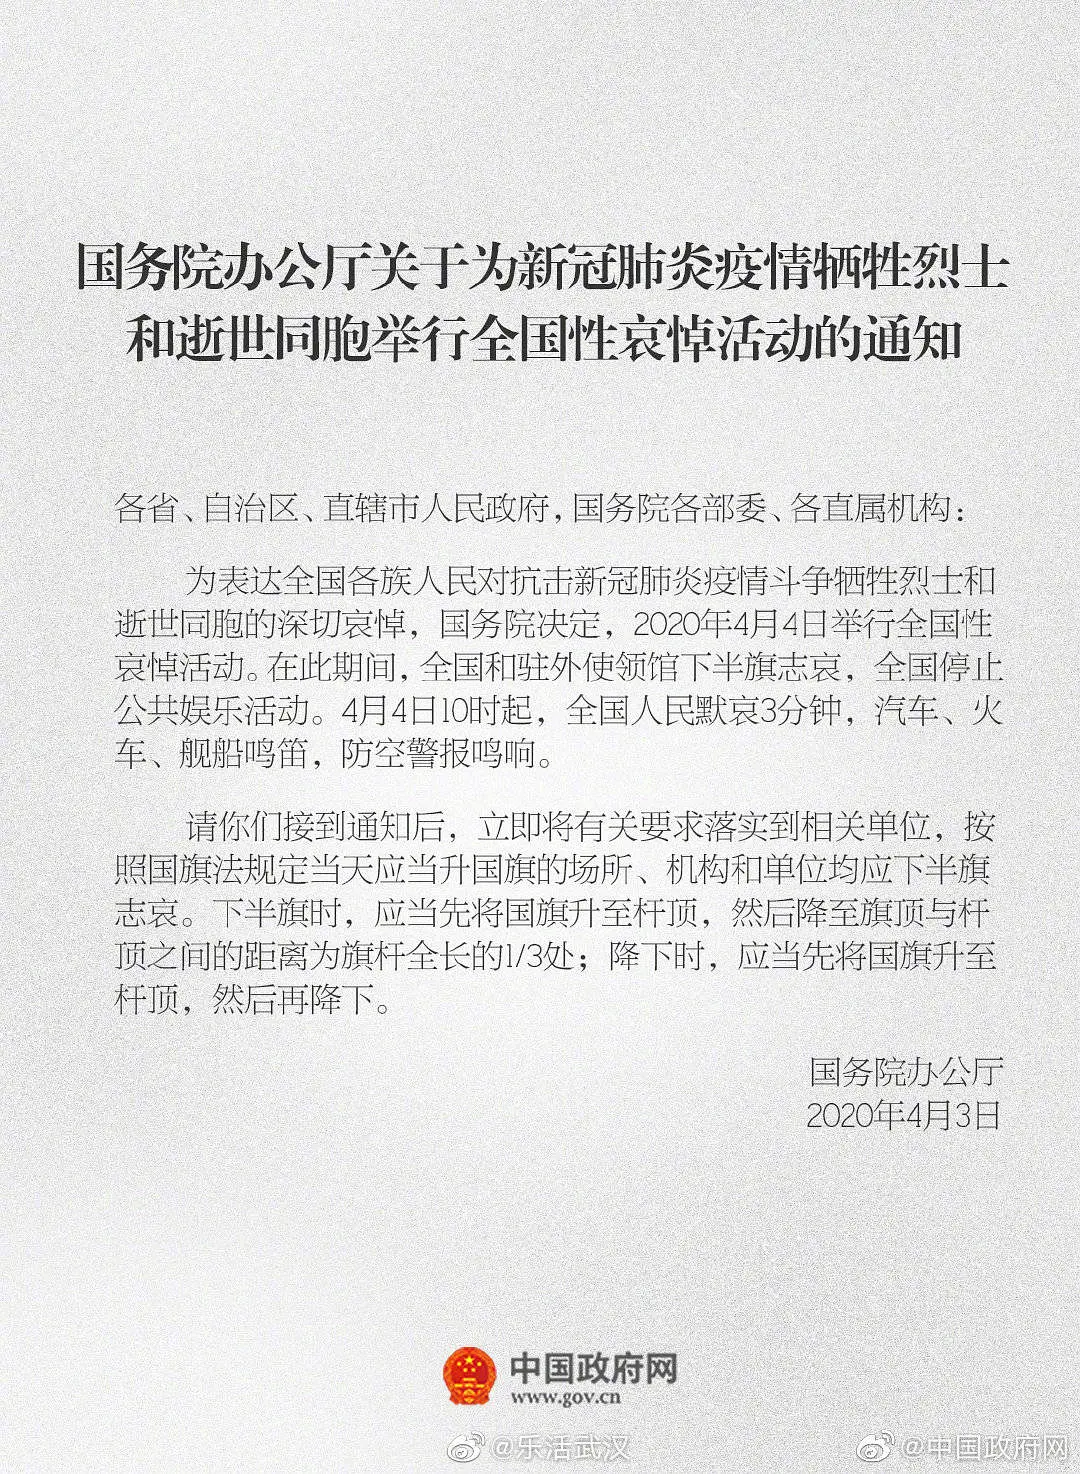 国务院办公厅关于为新冠肺炎疫情牺牲烈士
和逝世同胞举行全国性哀悼活动的通知
各省、自治区、直辖市人民政府，国务院各部委、各直属机构：
为表达全国各族人民对抗击新冠肺炎疫情斗争牺牲烈士和
逝世同胞的深切哀悼，国务院决定，2020年4月4日举行全国性
哀悼活动。在此期间，全国和驻外使领馆下半旗志哀，全国停止
公共娱乐活动。4月4日10时起，全国人民默哀3分钟，汽车、火
车、舰船鸣笛，防空警报鸣响。
请你们接到通知后，立即将有关要求落实到相关单位，按
照国旗法规定当天应当升国旗的场所、机构和单位均应下半旗
志哀。下半旗时，应当先将国旗升至杆顶，然后降至旗顶与杆
顶之间的距离为旗杆全长的1/3处；降下时，应当先将国旗升至
杆顶，然后再降下。
国务院办公厅
2020年4月3日
中国政府网
www.gov.cn
@乐活武汉
@中国政府网